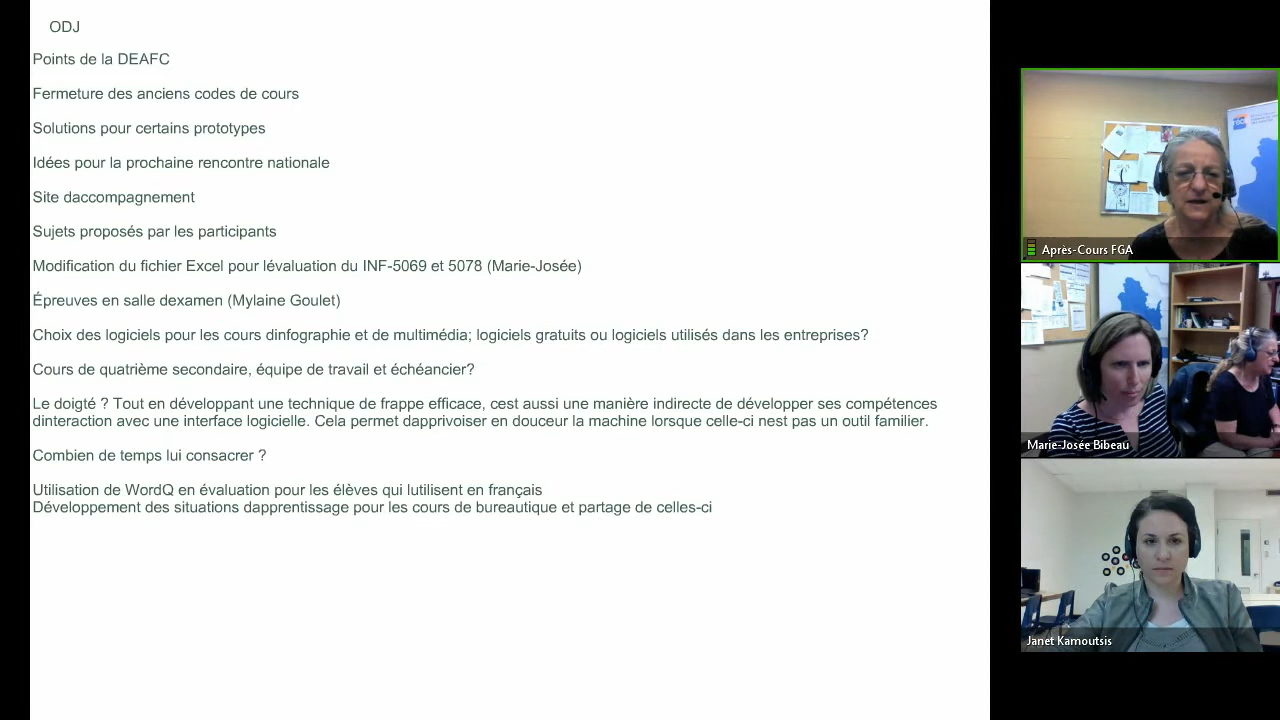 ODJ
Points de la DEAFC
Fermeture des anciens codes de cours
Solutions pour certains prototypes
Idées pour la prochaine rencontre nationale
Site daccompagnement
Sujets proposés par les participants
Modification du fichier Excel pour lévaluation du INF-5069 et 5078 (Marie-Josée)
Épreuves en salle dexamen (Mylaine Goulet)
Choix des logiciels pour les cours dinfographie et de multimédia; logiciels gratuits ou logiciels utilisés dans les entreprises?
Cours de quatrième secondaire, équipe de travail et échéancier?
Le doigté ? Tout en développant une technique de frappe efficace, cest aussi une manière indirecte de développer ses compétences
dinteraction avec une interface logicielle. Cela permet dapprivoiser en douceur la machine lorsque celle-ci nest pas un outil familier.
Combien de temps lui consacrer ?
Utilisation de WordQ en évaluation pour les élèves qui lutilisent en français
Développement des situations dapprentissage pour les cours de bureautique et partage de celles-ci
Après-Cours FGA
Marie-Josée Bibeau
Janet Kamoutsis